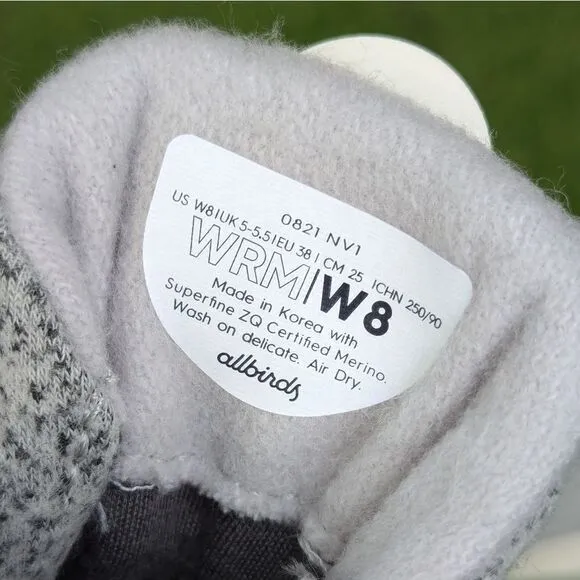 0821 NV1
US W8|UK 5-5.5|EU 38|CM 25 |CHN 250/90
WRM|W8
Made in Korea with
Superfine ZQ Certified Merino.
Wash on delicate. Air Dry.
allbirds